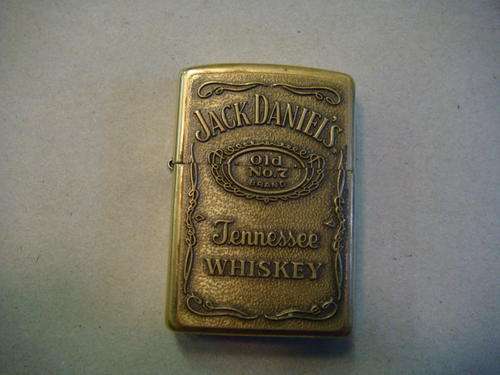 JACK DANIEL'S
Old
NO.7
BRAND
Tennessee
WHISKEY